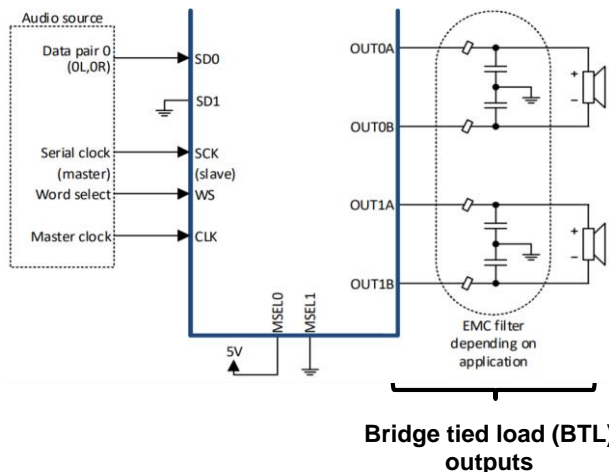 Audio source
Data pair 0
(0L,0R)
SD0
SD1
Serial clock
(master)
SCK
(slave)
Word select
WS
Master clock
CLK
MSEL0
MSEL1
5V
OUT0A
OUT0B
OUT1A
OUT1B
+
–
+
–
EMC filter
depending on
application
Bridge tied load (BTL)
outputs